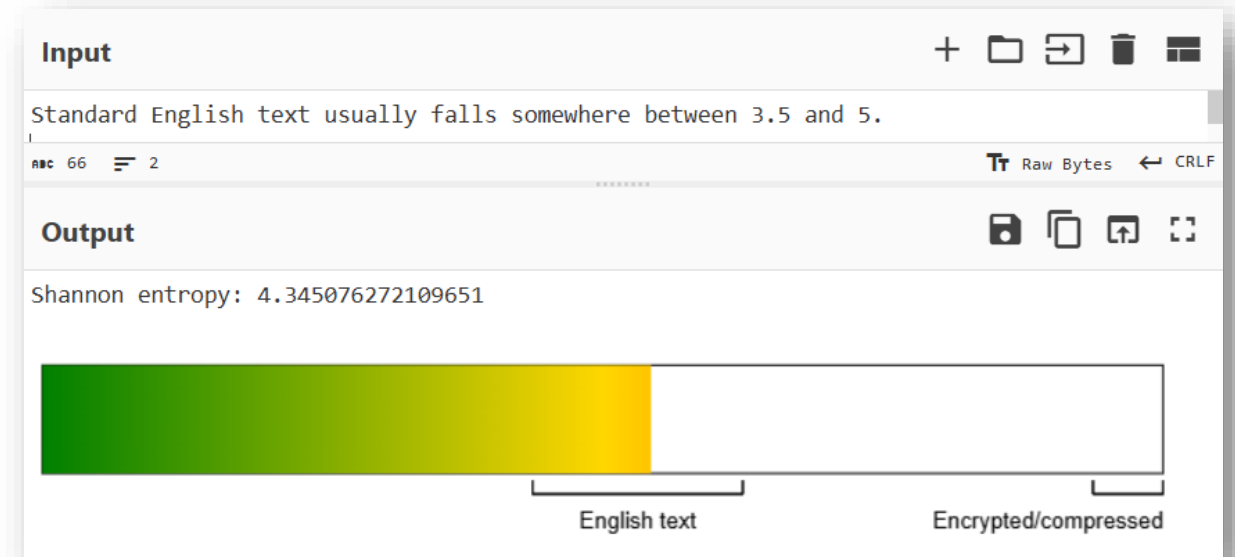 Input
Standard English text usually falls somewhere between 3.5 and 5.
ABC 66 2 Tт Raw Bytes CRLF
Output
Shannon entropy: 4.345076272109651
English text Encrypted/compressed